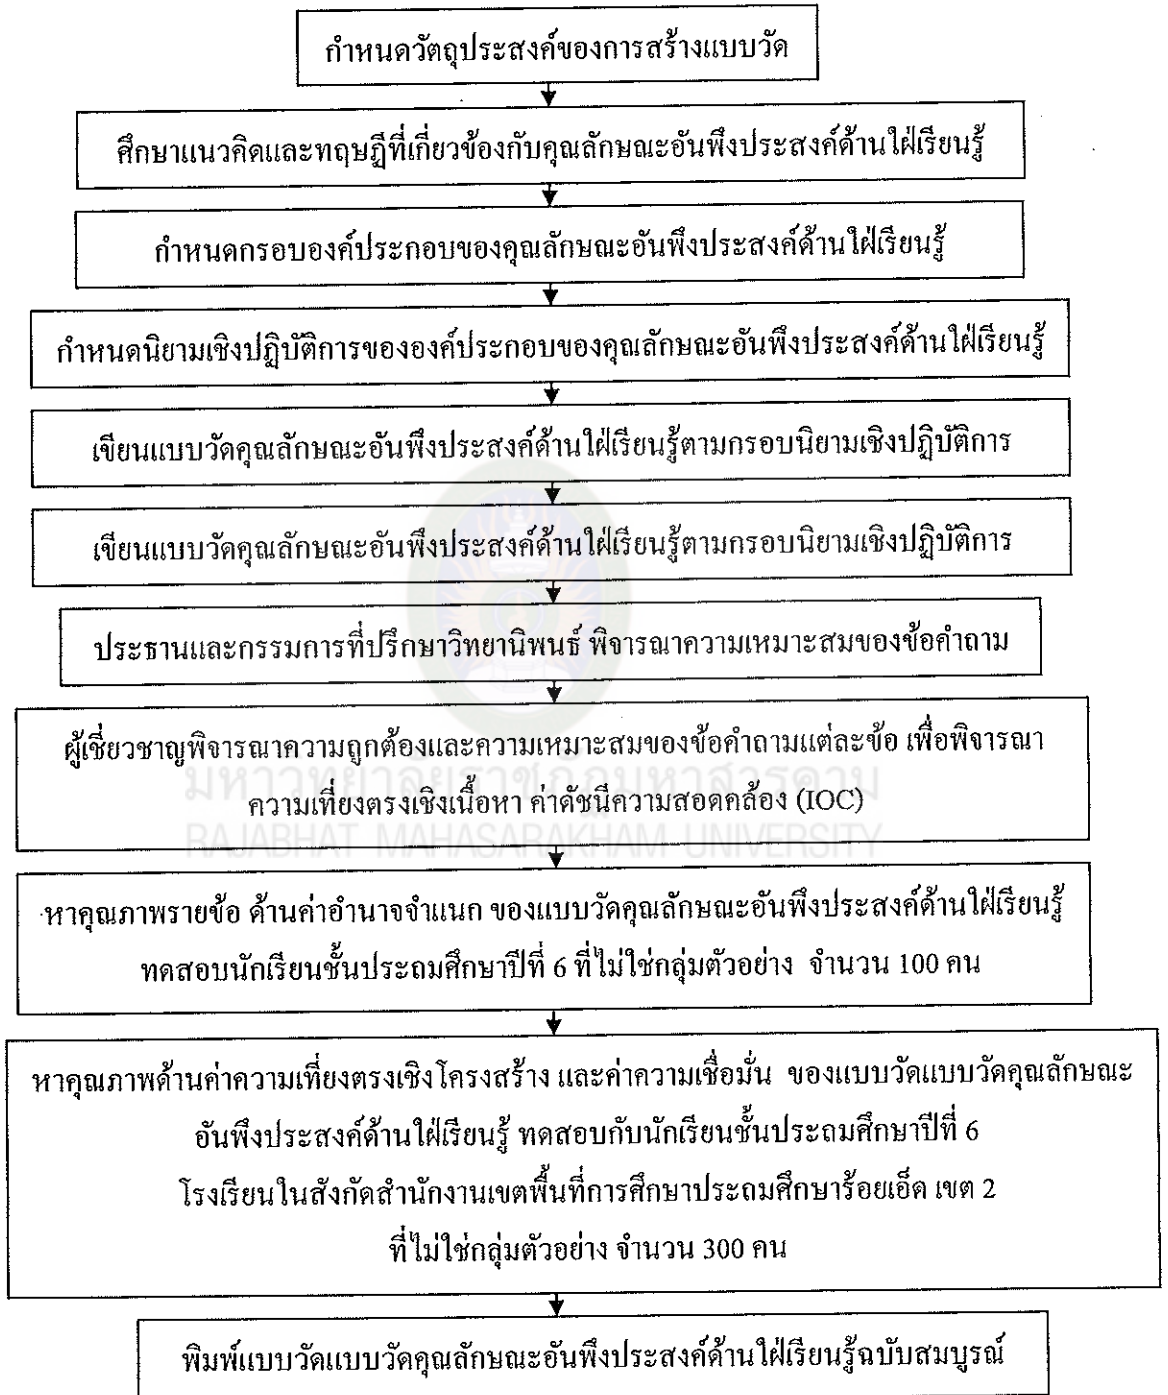 กำหนดวัตถุประสงค์ของการสร้างแบบวัด
ศึกษาแนวคิดและทฤษฎีที่เกี่ยวข้องกับคุณลักษณะอันพึงประสงค์ด้านใฝ่เรียนรู้
กำหนดกรอบองค์ประกอบของคุณลักษณะอันพึงประสงค์ด้านใฝ่เรียนรู้
กำหนดนิยามเชิงปฏิบัติการขององค์ประกอบของคุณลักษณะอันพึงประสงค์ด้านใฝ่เรียนรู้
เขียนแบบวัดคุณลักษณะอันพึงประสงค์ด้านใฝ่เรียนรู้ตามกรอบนิยามเชิงปฏิบัติการ
เขียนแบบวัดคุณลักษณะอันพึงประสงค์ด้านใฝ่เรียนรู้ตามกรอบนิยามเชิงปฏิบัติการ
ประธานและกรรมการที่ปรึกษาวิทยานิพนธ์ พิจารณาความเหมาะสมของข้อคำถาม
ผู้เชี่ยวชาญพิจารณาความถูกต้องและความเหมาะสมของข้อคำถามแต่ละข้อ เพื่อพิจารณา
มหาวิทยาลัยราชภัฏมหาสารคาม
ความเที่ยงตรงเชิงเนื้อหา ค่าดัชนีความสอดคล้อง (IOC)
RAJABHAT MAHASARAKHAM UNIVERSITY
หาคุณภาพรายข้อ ด้านค่าอำนาจจำแนก ของแบบวัดคุณลักษณะอันพึงประสงค์ด้านใฝ่เรียนรู้
ทดสอบนักเรียนชั้นประถมศึกษาปีที่ 6 ที่ไม่ใช่กลุ่มตัวอย่าง จำนวน 100 คน
หาคุณภาพด้านค่าความเที่ยงตรงเชิงโครงสร้าง และค่าความเชื่อมั่น ของแบบวัดแบบวัดคุณลักษณะ
อันพึงประสงค์ด้านใฝ่เรียนรู้ ทดสอบกับนักเรียนชั้นประถมศึกษาปีที่ 6
โรงเรียนในสังกัดสำนักงานเขตพื้นที่การศึกษาประถมศึกษาร้อยเอ็ด เขต 2
ที่ไม่ใช่กลุ่มตัวอย่าง จำนวน 300 คน
พิมพ์แบบวัดแบบวัดคุณลักษณะอันพึงประสงค์ด้านใฝ่เรียนรู้ฉบับสมบูรณ์